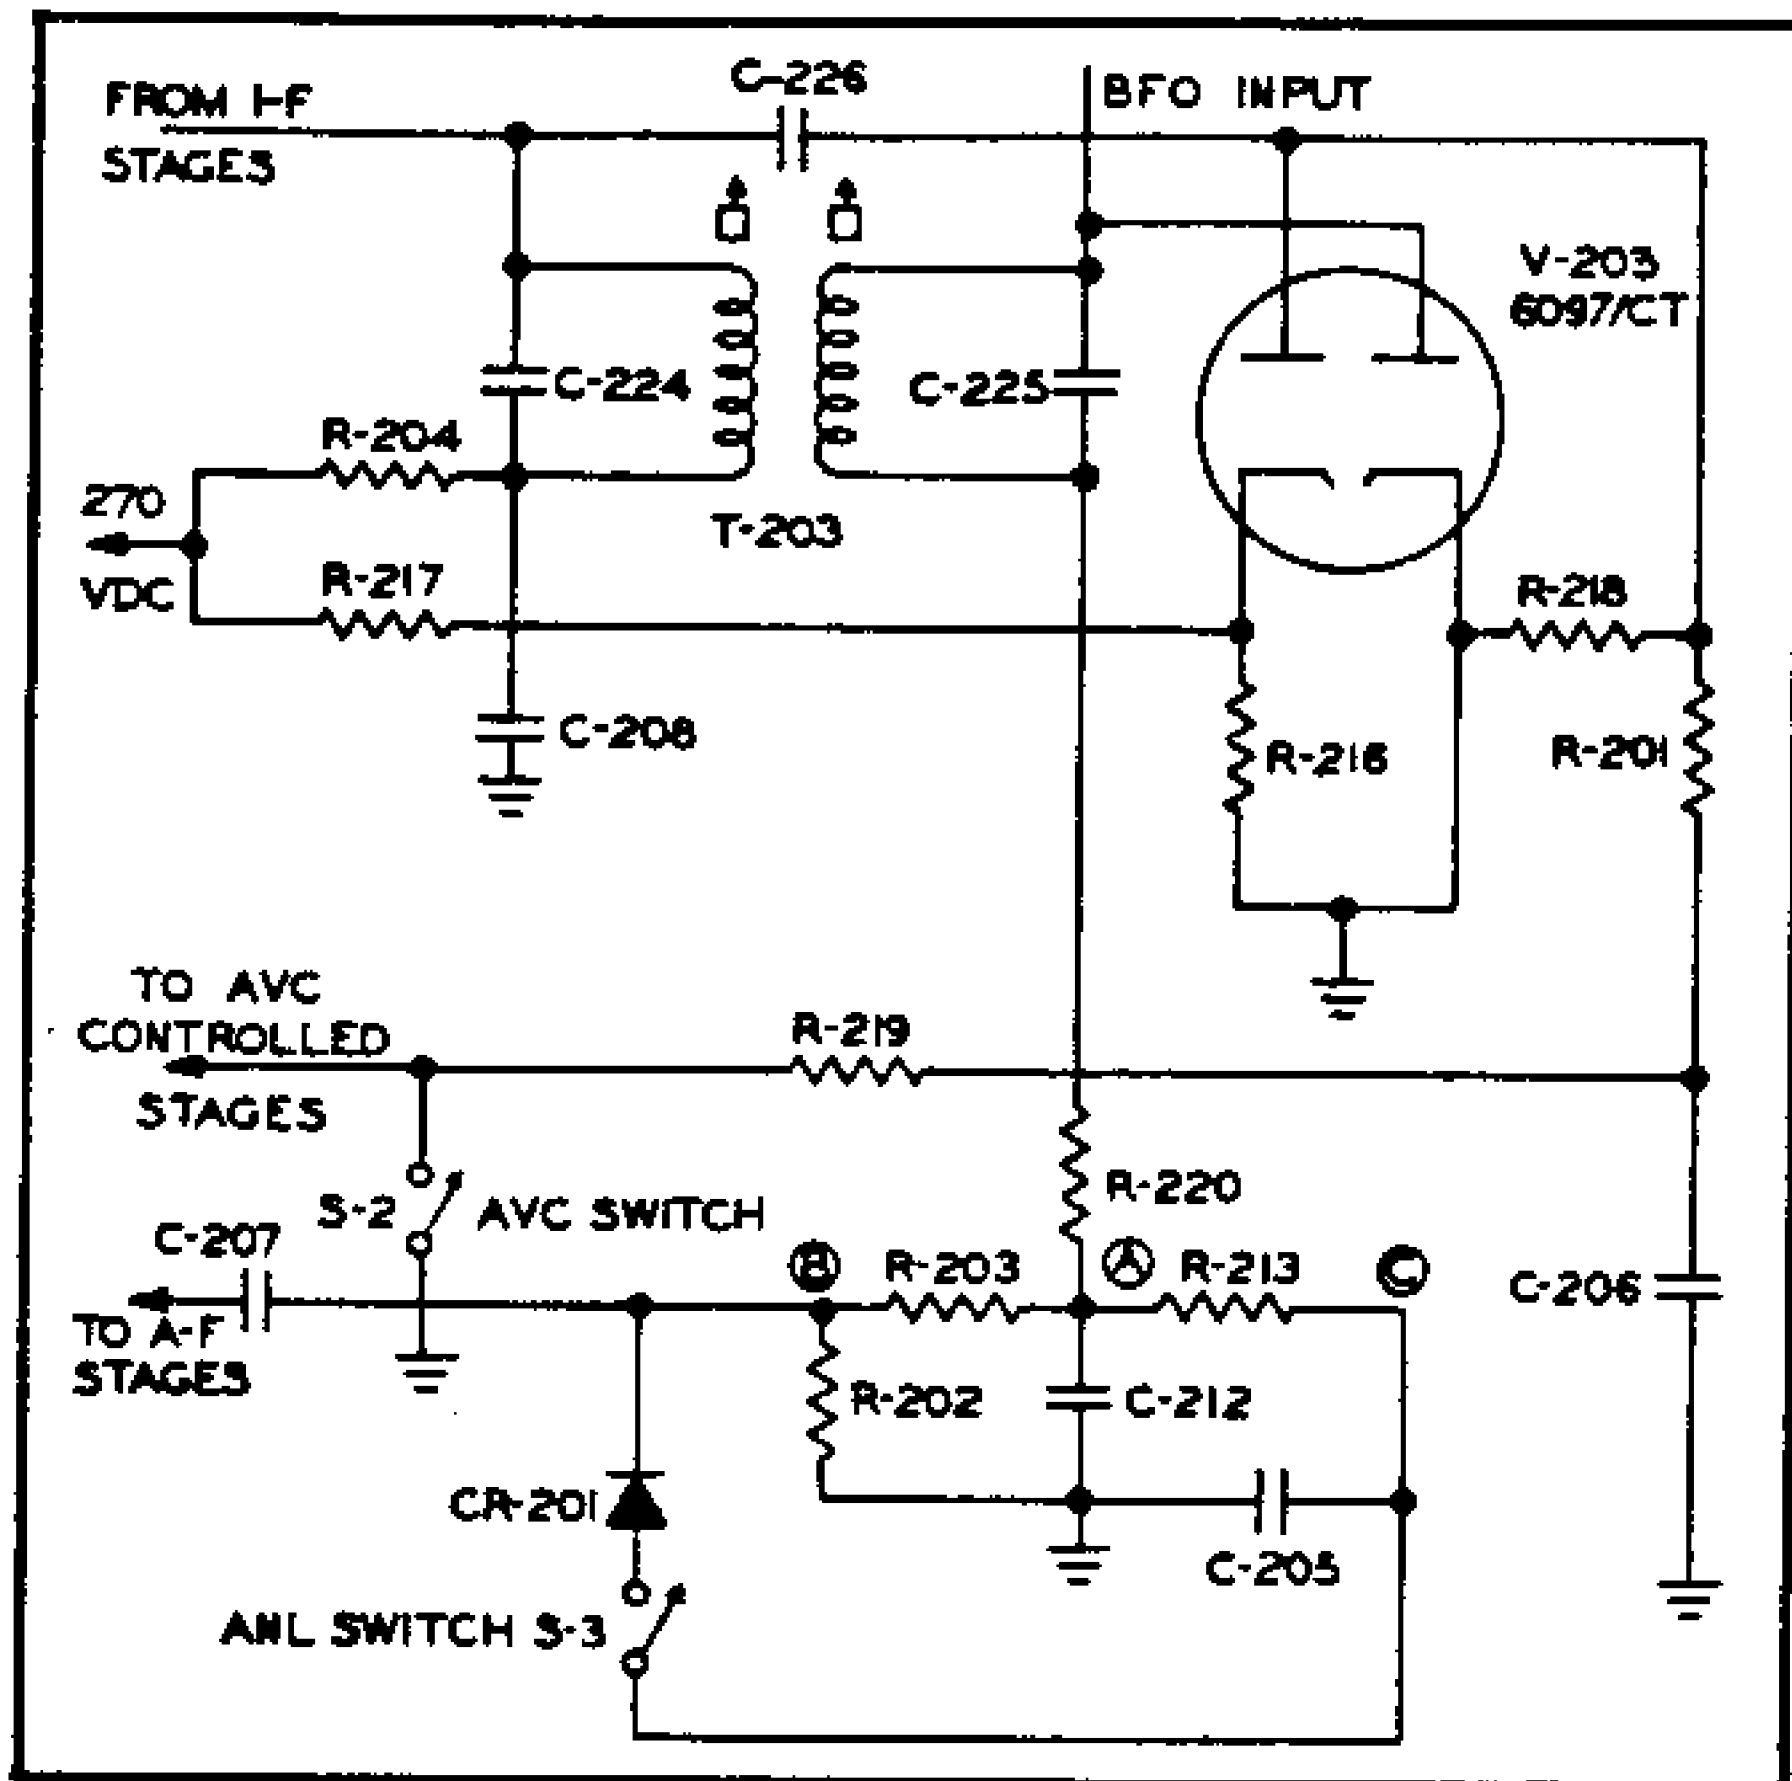 FROM I-F
STAGES
C-226
BFO INPUT
V-203
6097/CT
C-224
C-225
R-204
270
VDC
T-203
R-217
R-218
C-208
R-216
R-201
TO AVC
CONTROLLED
STAGES
R-219
R-220
S-2
AVC SWITCH
C-207
TO A-F
STAGES
B
R-203
A
R-213
C
C-206
R-202
C-212
CR-201
C-205
ANL SWITCH S-3